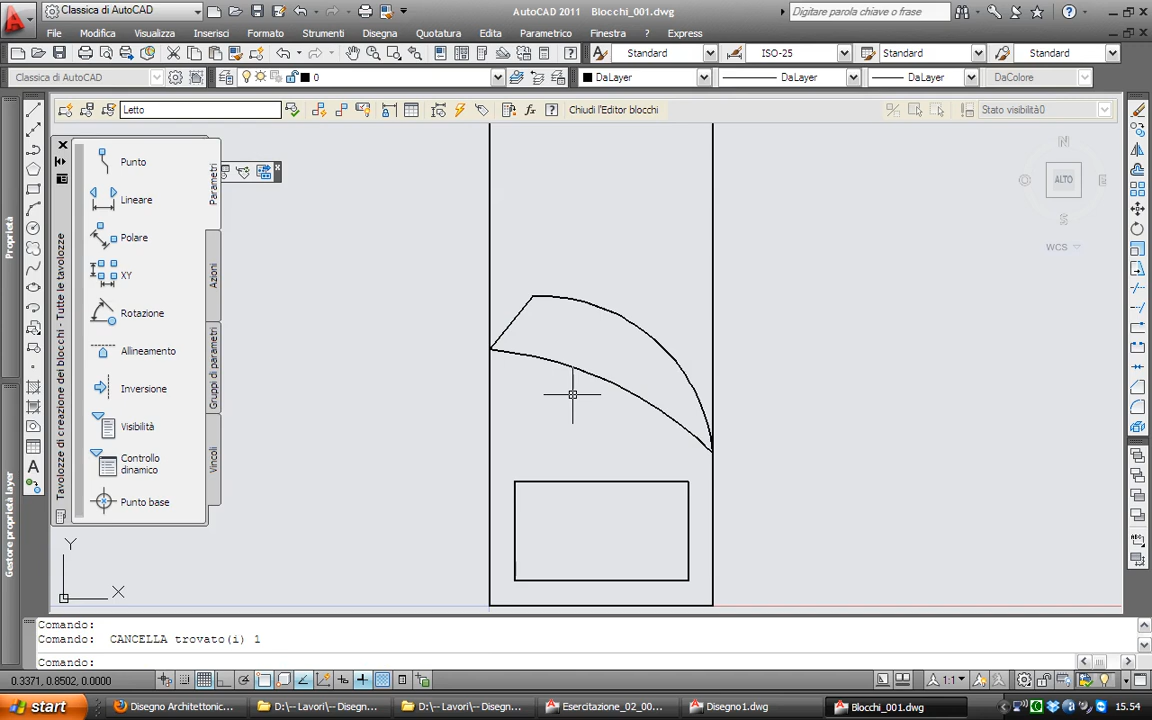 Classica di AutoCAD
AutoCAD 2011
Blocchi_001.dwg
Digitare parola chiave o frase
File
Modifica
Visualizza
Inserisci
Formato
Strumenti
Disegna
Quotatura
Edita
Parametrico
Finestra
?
Express
Standard
ISO-25
Standard
Standard
Classica di AutoCAD
0
DaLayer
DaLayer
DaLayer
DaColore
Letto
Chiudi l'Editor blocchi
Stato visibilità0
Punto
Lineare
Polare
XY
Rotazione
Allineamento
Inversione
Visibilità
Controllo
dinamico
Punto base
Parametri
Azioni
Gruppi di parametri
Vincoli
Tavolozze di creazione dei blocchi - Tutte le tavolozze
Proprietà
Gestore proprietà layer
N
O
ALTO
E
S
WCS
Y
X
Comando:
Comando: CANCELLA trovato(i) 1
Comando:
0.3371, 0.8502, 0.0000
1:1
start
Disegno Architettonic...
D:\-- Lavori\-- Disegn...
D:\-- Lavori\-- Disegn...
Esercitazione_02_00...
Disegno1.dwg
Blocchi_001.dwg
15.54